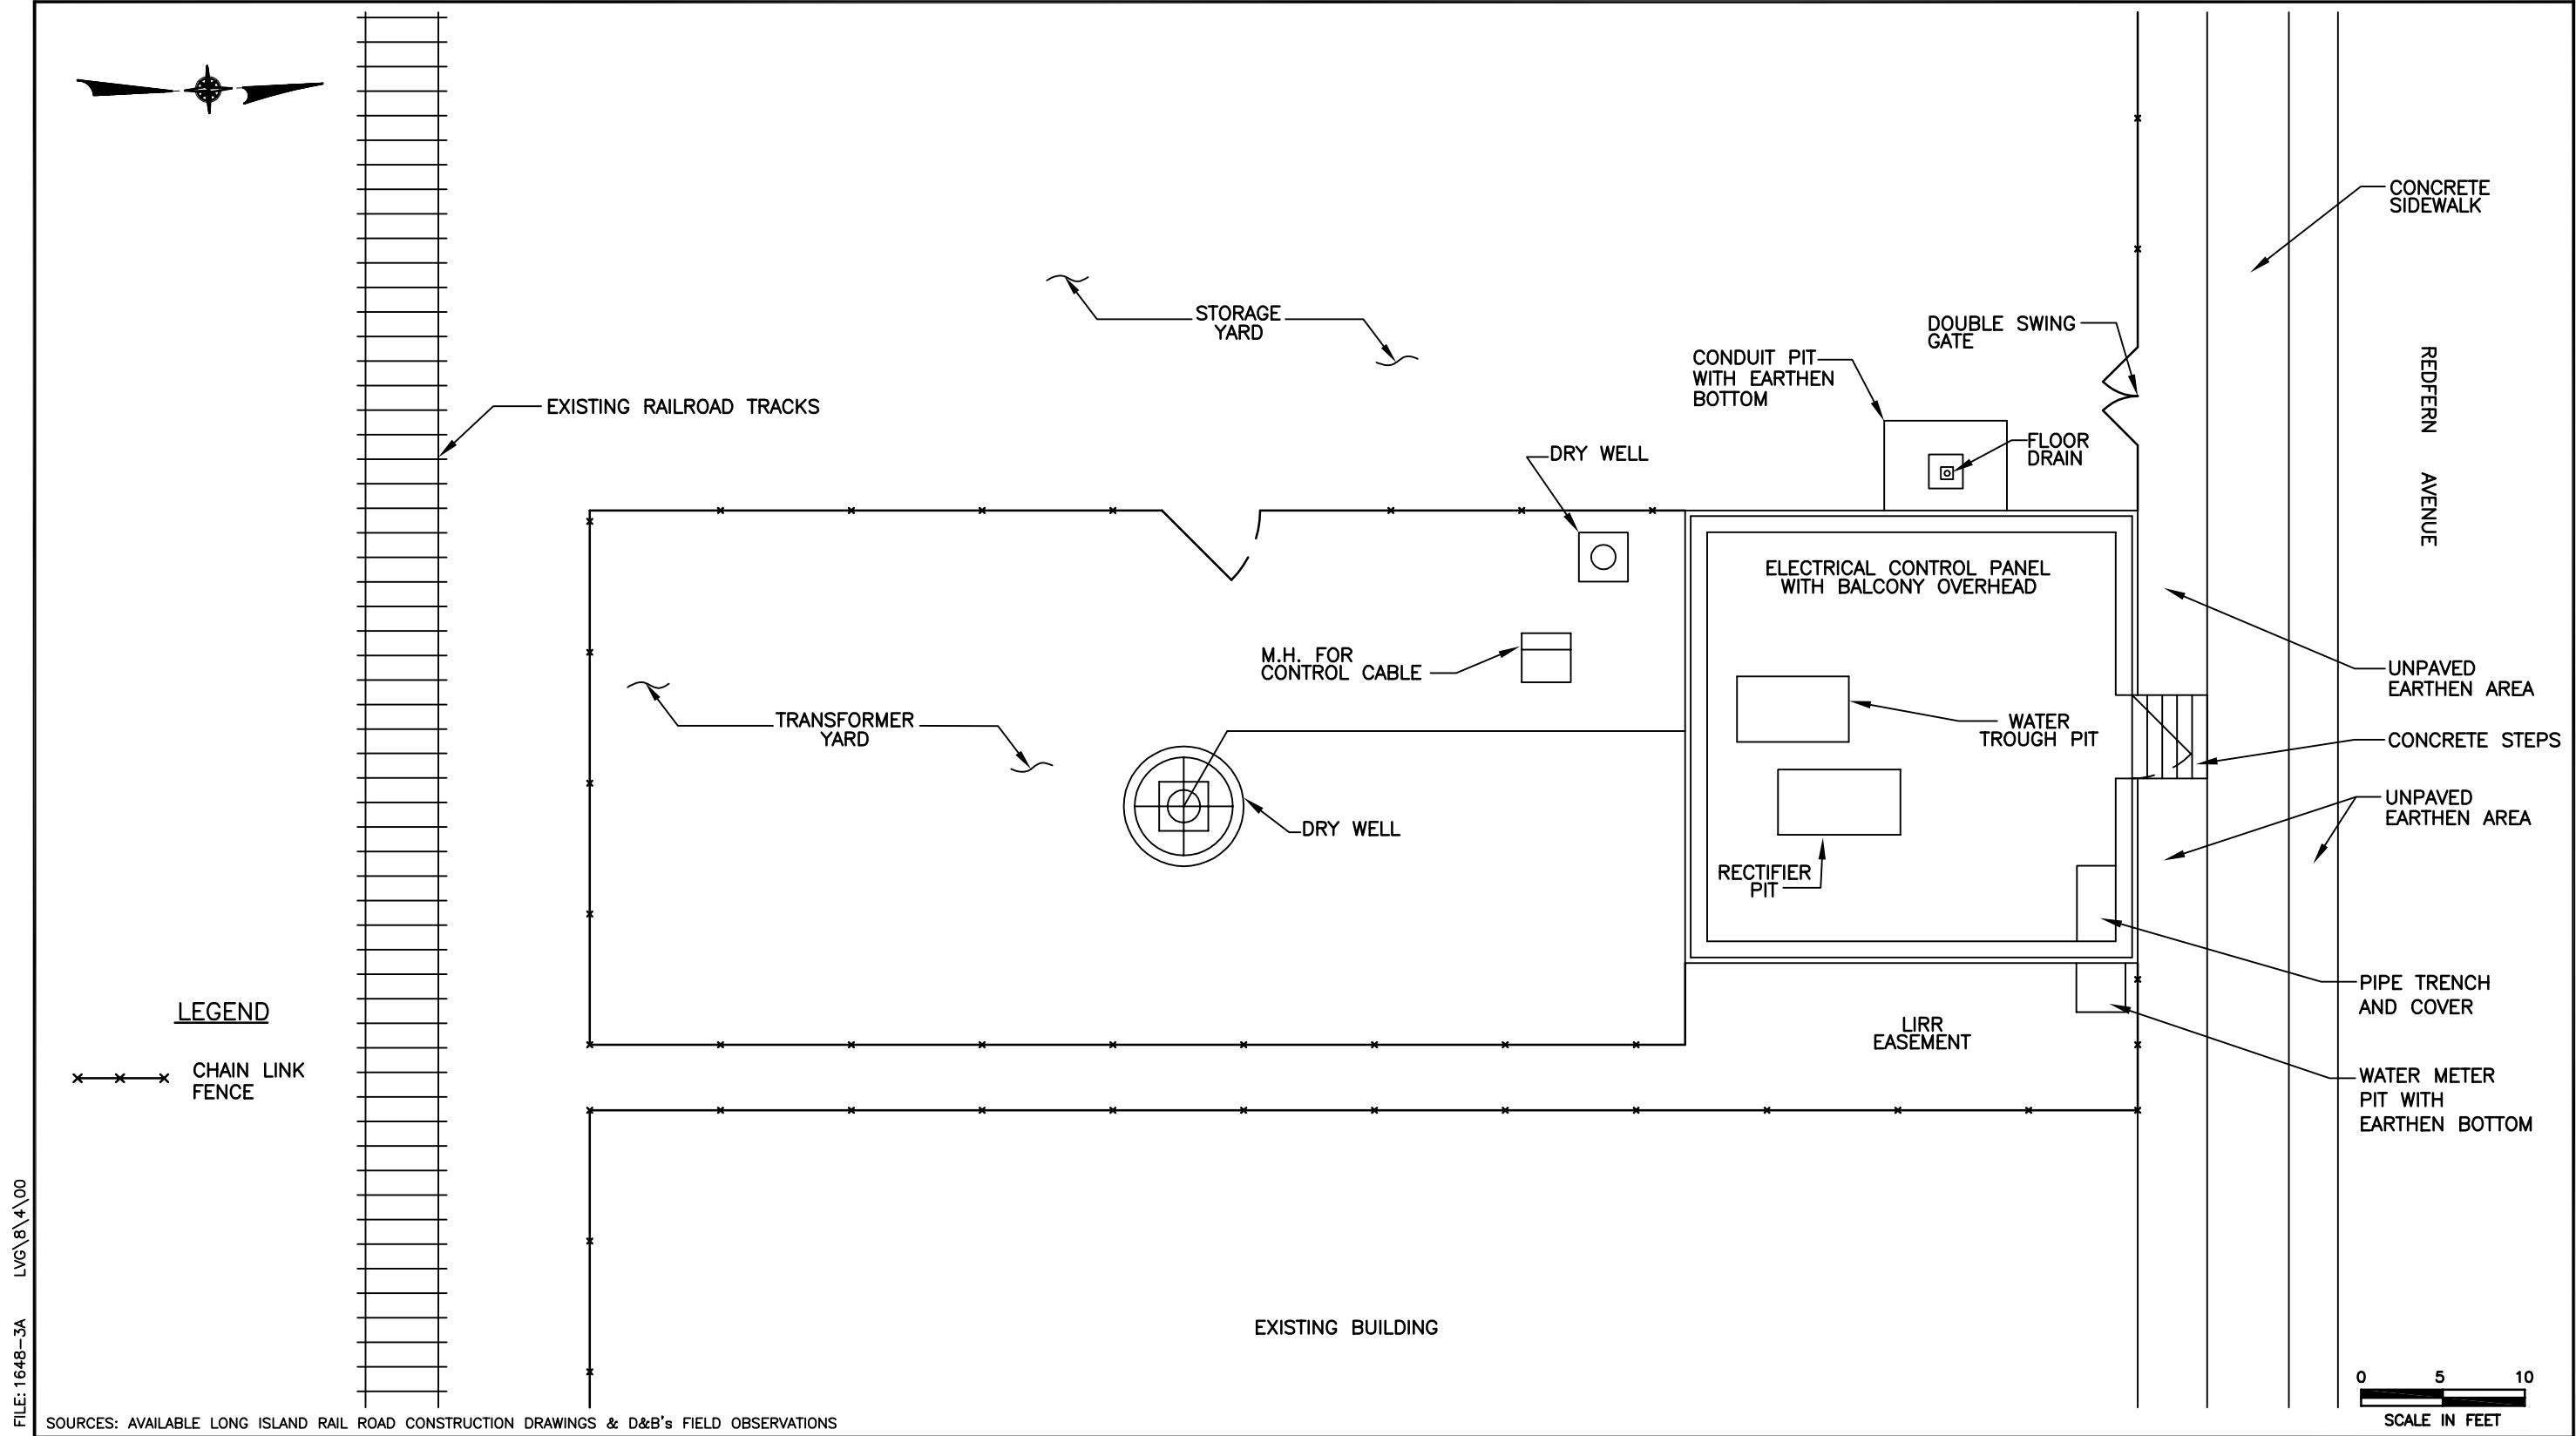 CONCRETE
SIDEWALK
STORAGE
YARD
DOUBLE SWING
GATE
CONDUIT PIT
WITH EARTHEN
BOTTOM
REDFERN AVENUE
EXISTING RAILROAD TRACKS
FLOOR
DRAIN
DRY WELL
ELECTRICAL CONTROL PANEL
WITH BALCONY OVERHEAD
M.H. FOR
CONTROL CABLE
UNPAVED
EARTHEN AREA
TRANSFORMER
YARD
WATER
TROUGH PIT
CONCRETE STEPS
UNPAVED
EARTHEN AREA
DRY WELL
RECTIFIER
PIT
PIPE TRENCH
AND COVER
LEGEND
CHAIN LINK
FENCE
LIRR
EASEMENT
WATER METER
PIT WITH
EARTHEN BOTTOM
EXISTING BUILDING
0 5 10
SCALE IN FEET
FILE: 1648-3A LVG\8\4\00
SOURCES: AVAILABLE LONG ISLAND RAIL ROAD CONSTRUCTION DRAWINGS & D&B's FIELD OBSERVATIONS